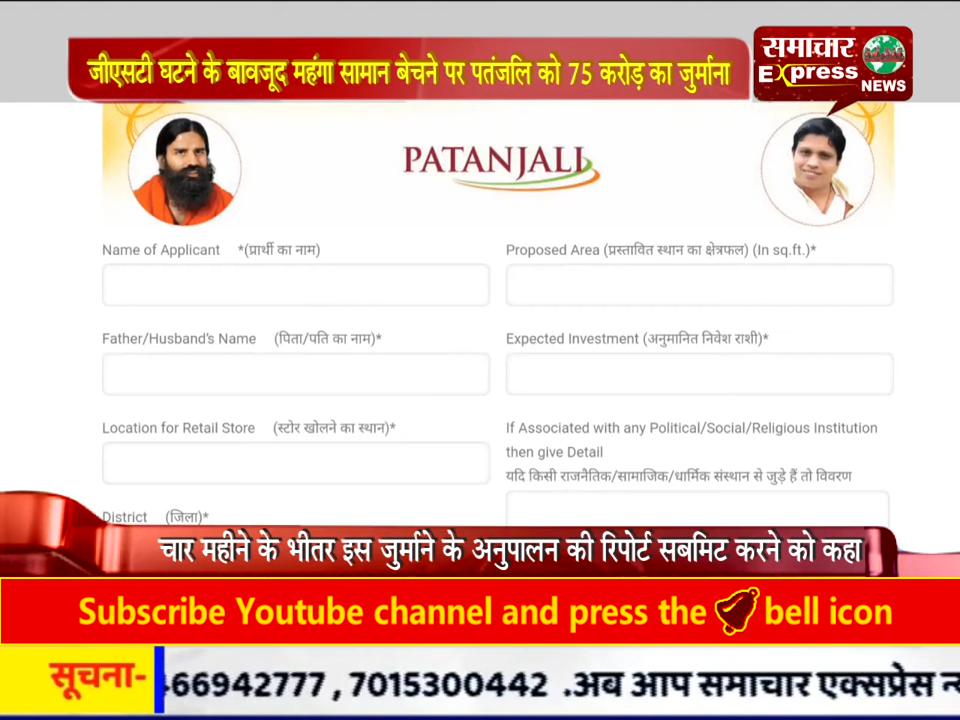 जीएसटी घटने के बावजूद महंगा सामान बेचने पर पतंजलि को 75 करोड़ का जुर्माना
समाचार
Express
NEWS
PATANJALI
Name of Applicant *(प्रार्थी का नाम)
Proposed Area (प्रस्तावित स्थान का क्षेत्रफल) (In sq.ft.)*
Father/Husband's Name (पिता/पति का नाम)*
Expected Investment (अनुमानित निवेश राशी)*
Location for Retail Store (स्टोर खोलने का स्थान)*
If Associated with any Political/Social/Religious Institution
then give Detail
यदि किसी राजनैतिक/सामाजिक/धार्मिक संस्थान से जुड़े हैं तो विवरण
District (जिला)*
चार महीने के भीतर इस जुर्माने के अनुपालन की रिपोर्ट सबमिट करने को कहा
Subscribe Youtube channel and press the bell icon
सूचना- 466942777 , 7015300442 .अब आप समाचार एक्सप्रेस